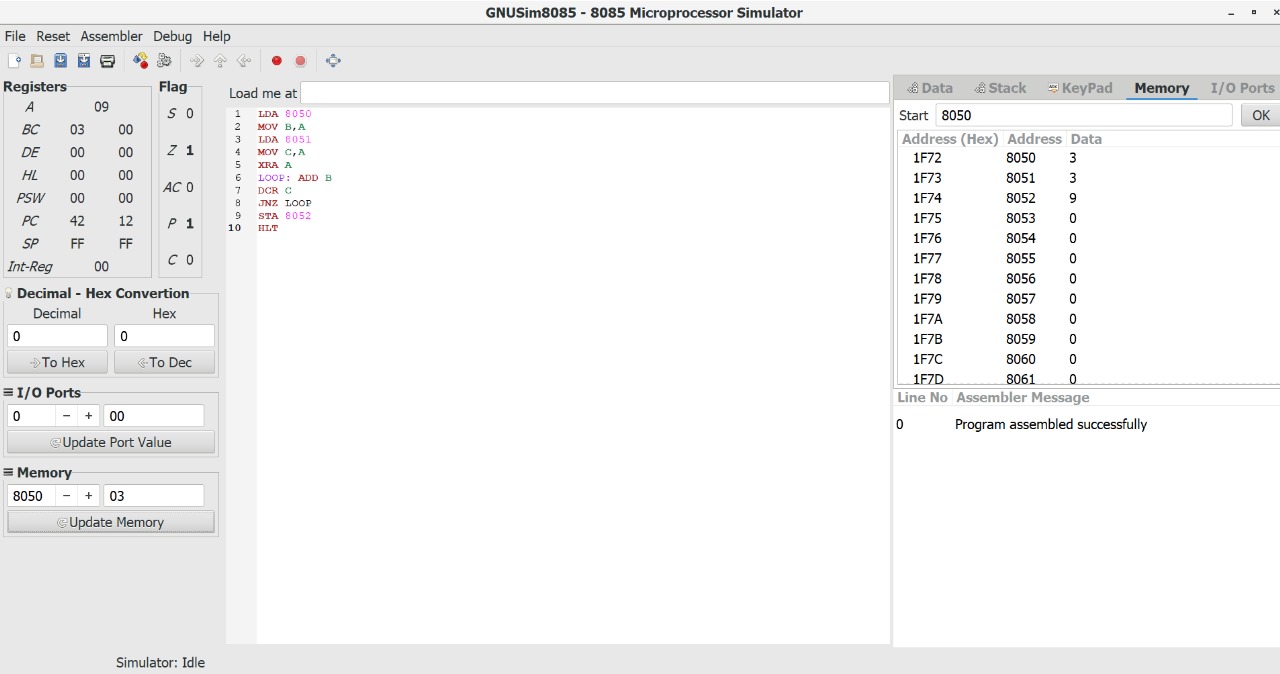 GNUSim8085 - 8085 Microprocessor Simulator
File Reset Assembler Debug Help
Registers
A 09
BC 03 00
DE 00 00
HL 00 00
PSW 00 00
PC 42 12
SP FF FF
Int-Reg 00
Flag
S 0
Z 1
AC 0
P 1
C 0
Decimal - Hex Convertion
Decimal Hex
0 0
To Hex To Dec
I/O Ports
0 − + 00
Update Port Value
Memory
8050 − + 03
Update Memory
Simulator: Idle
Load me at
1 LDA 8050
2 MOV B,A
3 LDA 8051
4 MOV C,A
5 XRA A
6 LOOP: ADD B
7 DCR C
8 JNZ LOOP
9 STA 8052
10 HLT
Data Stack KeyPad Memory I/O Ports
Start 8050 OK
Address (Hex) Address Data
1F72 8050 3
1F73 8051 3
1F74 8052 9
1F75 8053 0
1F76 8054 0
1F77 8055 0
1F78 8056 0
1F79 8057 0
1F7A 8058 0
1F7B 8059 0
1F7C 8060 0
1F7D 8061 0
Line No Assembler Message
0 Program assembled successfully